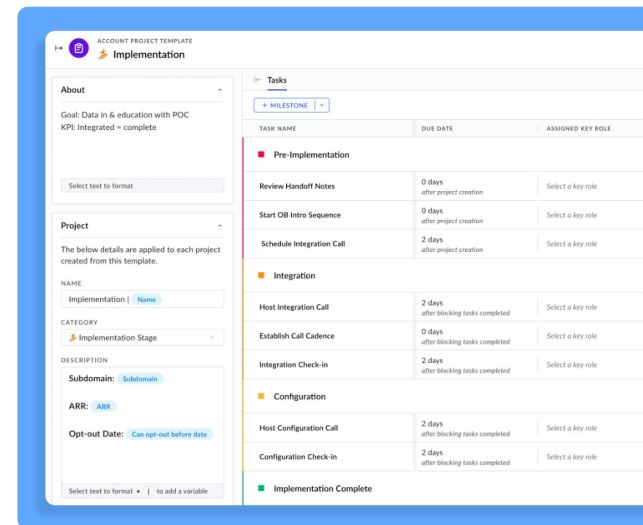 ACCOUNT PROJECT TEMPLATE
Implementation
About
Goal: Data in & education with POC
KPI: Integrated = complete
Select text to format
Project
The below details are applied to each project
created from this template.
NAME
Implementation | Name
CATEGORY
Implementation Stage
DESCRIPTION
Subdomain: Subdomain
ARR: ARR
Opt-out Date: Can opt-out before date
Select text to format • { to add a variable
Tasks
+ MILESTONE
TASK NAME DUE DATE ASSIGNED KEY ROLE
Pre-Implementation
Review Handoff Notes 0 days Select a key role
after project creation
Start OB Intro Sequence 0 days Select a key role
after project creation
Schedule Integration Call 2 days Select a key role
after project creation
Integration
Host Integration Call 2 days Select a key role
after blocking tasks completed
Establish Call Cadence 0 days Select a key role
after blocking tasks completed
Integration Check-in 2 days Select a key role
after blocking tasks completed
Configuration
Host Configuration Call 2 days Select a key role
after blocking tasks completed
Configuration Check-in 2 days Select a key role
after blocking tasks completed
Implementation Complete